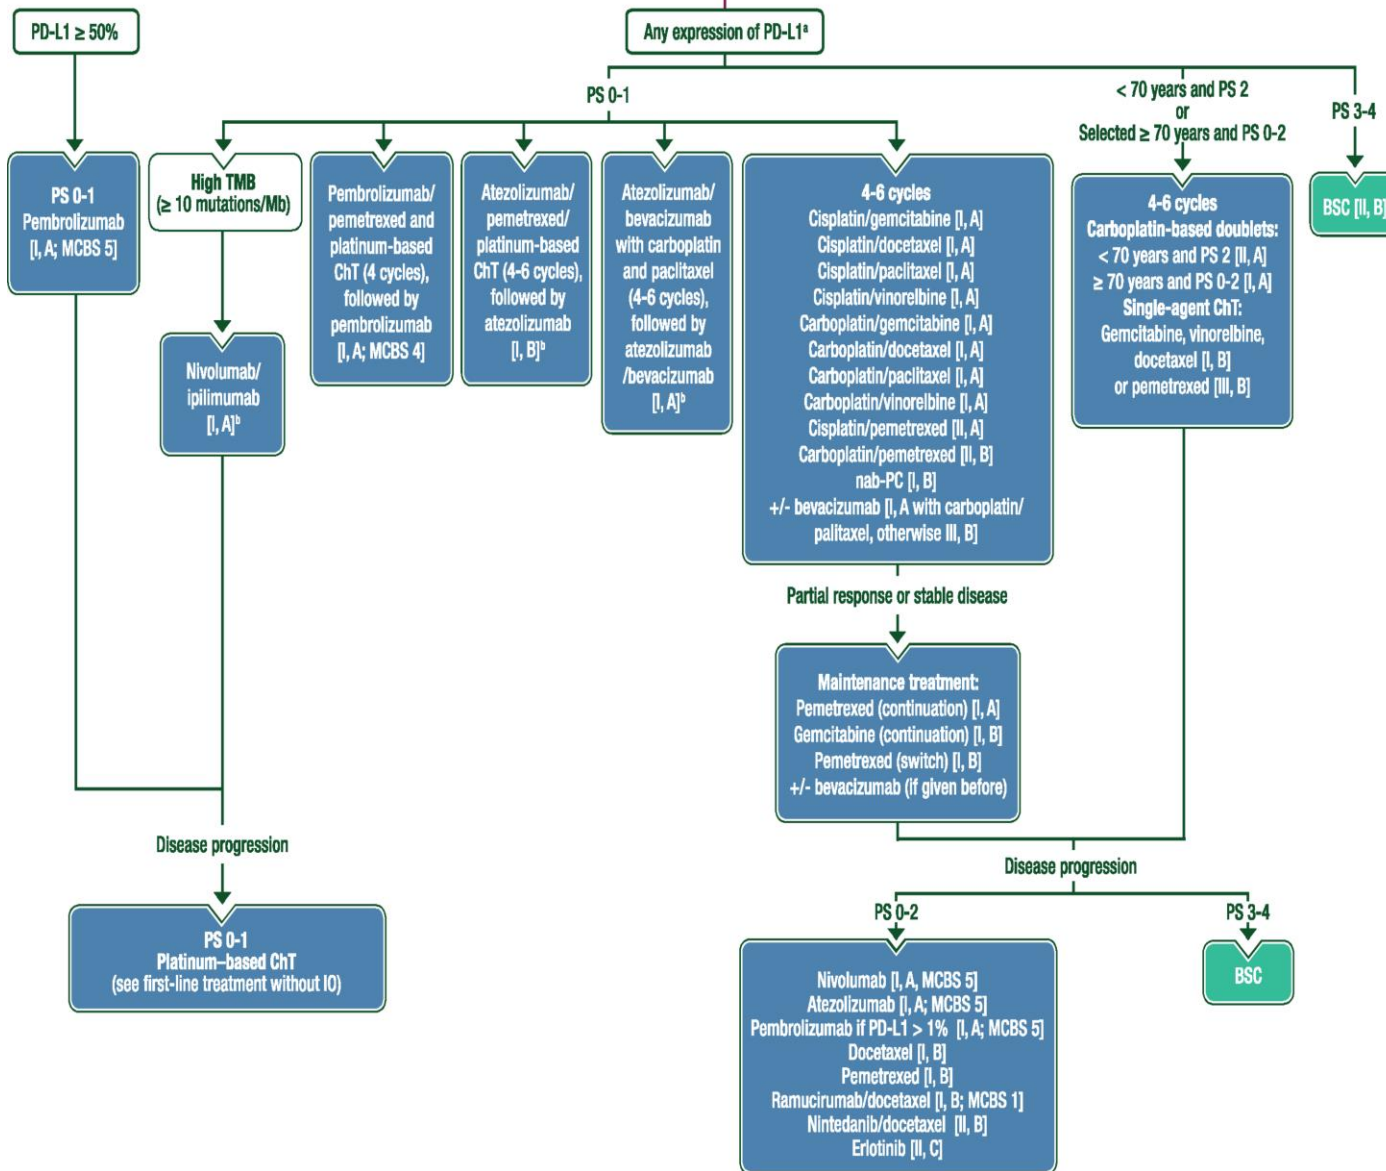 PD-L1 ≥ 50%
Any expression of PD-L1ᵃ
PS 0-1
< 70 years and PS 2
or
Selected ≥ 70 years and PS 0-2
PS 3-4
PS 0-1
Pembrolizumab
[I, A; MCBS 5]
High TMB
(≥ 10 mutations/Mb)
Nivolumab/
ipilimumab
[I, A]ᵇ
Pembrolizumab/
pemetrexed and
platinum-based
ChT (4 cycles),
followed by
pembrolizumab
[I, A; MCBS 4]
Atezolizumab/
pemetrexed/
platinum-based
ChT (4-6 cycles),
followed by
atezolizumab
[I, B]ᵇ
Atezolizumab/
bevacizumab
with carboplatin
and paclitaxel
(4-6 cycles),
followed by
atezolizumab
/bevacizumab
[I, A]ᵇ
4-6 cycles
Cisplatin/gemcitabine [I, A]
Cisplatin/docetaxel [I, A]
Cisplatin/paclitaxel [I, A]
Cisplatin/vinorelbine [I, A]
Carboplatin/gemcitabine [I, A]
Carboplatin/docetaxel [I, A]
Carboplatin/paclitaxel [I, A]
Carboplatin/vinorelbine [I, A]
Cisplatin/pemetrexed [II, A]
Carboplatin/pemetrexed [II, B]
nab-PC [I, B]
+/- bevacizumab [I, A with carboplatin/
palitaxel, otherwise III, B]
4-6 cycles
Carboplatin-based doublets:
< 70 years and PS 2 [II, A]
≥ 70 years and PS 0-2 [I, A]
Single-agent ChT:
Gemcitabine, vinorelbine,
docetaxel [I, B]
or pemetrexed [III, B]
BSC [II, B]
Partial response or stable disease
Maintenance treatment:
Pemetrexed (continuation) [I, A]
Gemcitabine (continuation) [I, B]
Pemetrexed (switch) [I, B]
+/- bevacizumab (if given before)
Disease progression
PS 0-1
Platinum–based ChT
(see first-line treatment without IO)
Disease progression
PS 0-2
PS 3-4
Nivolumab [I, A, MCBS 5]
Atezolizumab [I, A; MCBS 5]
Pembrolizumab if PD-L1 > 1% [I, A; MCBS 5]
Docetaxel [I, B]
Pemetrexed [I, B]
Ramucirumab/docetaxel [I, B; MCBS 1]
Nintedanib/docetaxel [II, B]
Erlotinib [II, C]
BSC